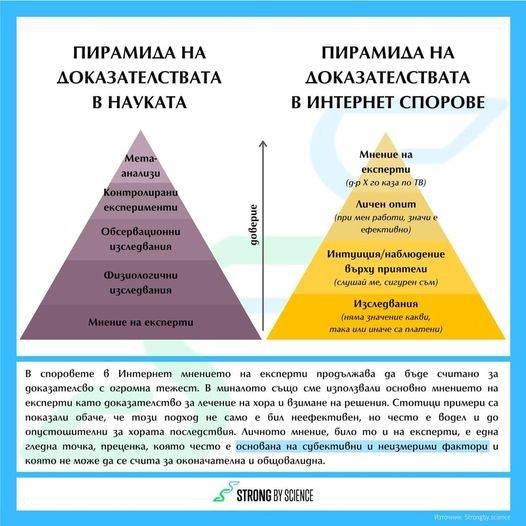 ПИРАМИДА НА
ДОКАЗАТЕЛСТВАТА
В НАУКАТА
Мета-
анализи
Контролирани
експерименти
Обсервационни
изследвания
Физиологични
изследвания
Мнение на експерти
доверие
ПИРАМИДА НА
ДОКАЗАТЕЛСТВАТА
В ИНТЕРНЕТ СПОРОВЕ
Мнение на
експерти
(д-р Х го каза по ТВ)
Личен опит
(при мен работи, значи е
ефективно)
Интуиция/наблюдение
върху приятели
(слушай ме, сигурен съм)
Изследвания
(няма значение какви,
така или иначе са платени)
В споровете в Интернет мнението на експерти продължава да бъде считано за
доказателсво с огромна тежест. В миналото също сме използвали основно мнението на
експерти като доказателство за лечение на хора и взимане на решения. Стотици примери са
показали обаче, че този подход не само е бил неефективен, но често е водел и до
опустошителни за хората последствия. Личното мнение, било то и на експерти, е една
гледна точка, преценка, която често е основана на субективни и неизмерими фактори и
която не може да се счита за окончателна и общовалидна.
STRONG BY SCIENCE
Източник: Strongby.science